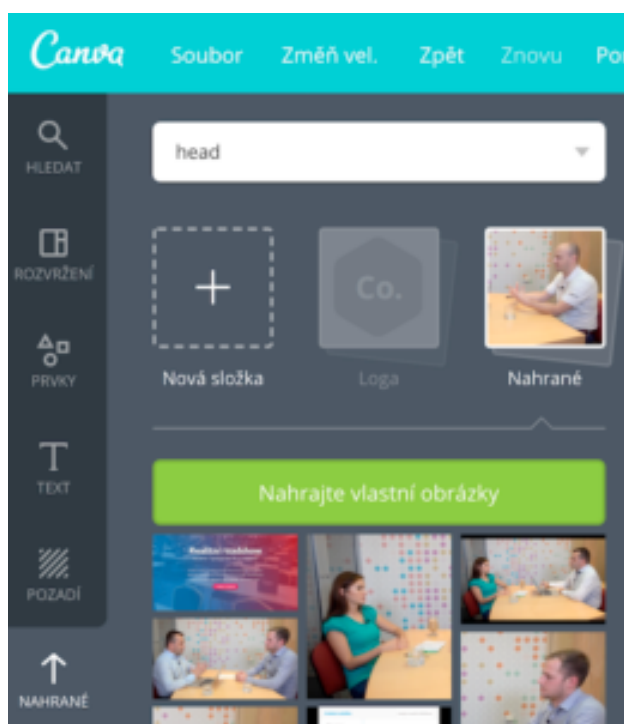 Canva Soubor Změň vel. Zpět Znovu
HLEDAT
head
ROZVRŽENÍ
Co.
PRVKY
Nová složka Loga Nahrané
TEXT
Nahrajte vlastní obrázky
POZADÍ
NAHRANÉ